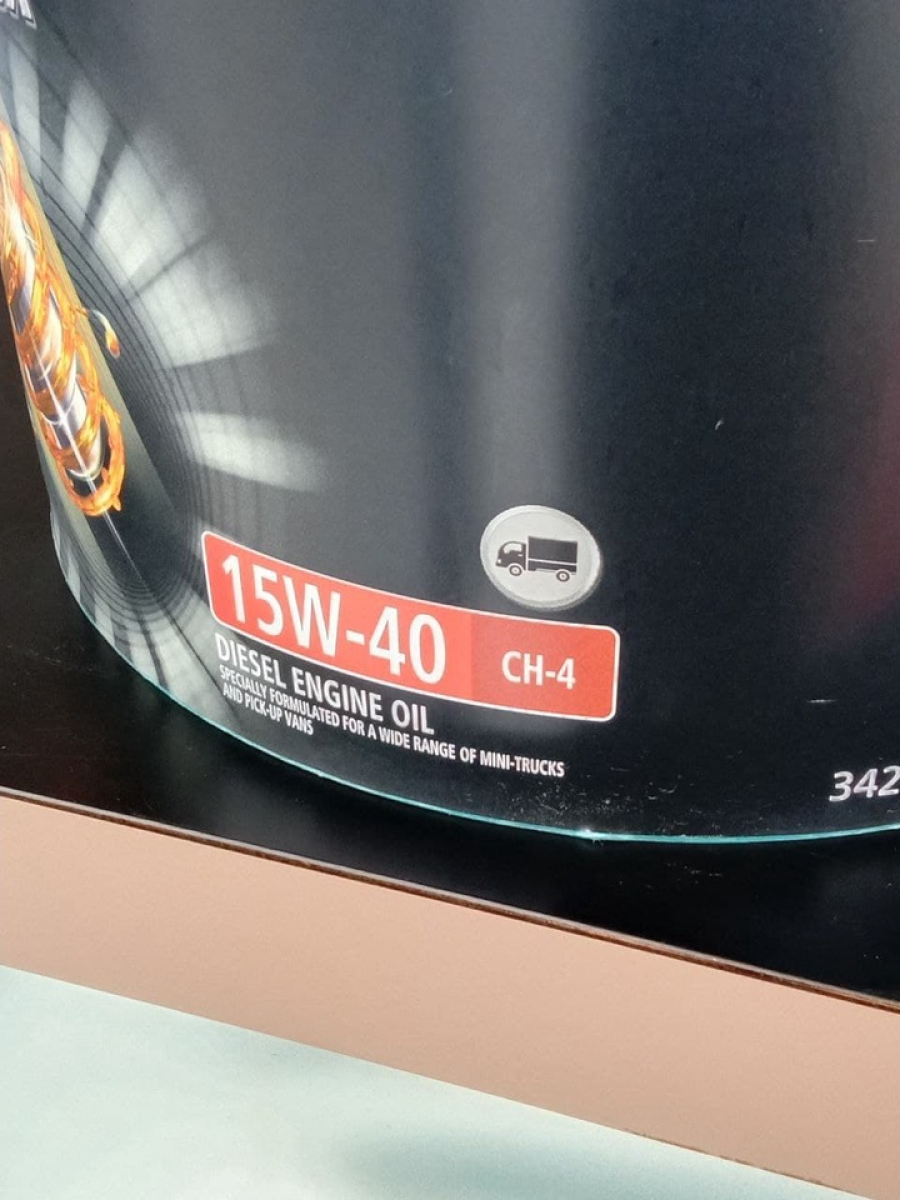 15W-40 CH-4
DIESEL ENGINE OIL
SPECIALLY FORMULATED FOR A WIDE RANGE OF MINI-TRUCKS
AND PICK-UP VANS
342